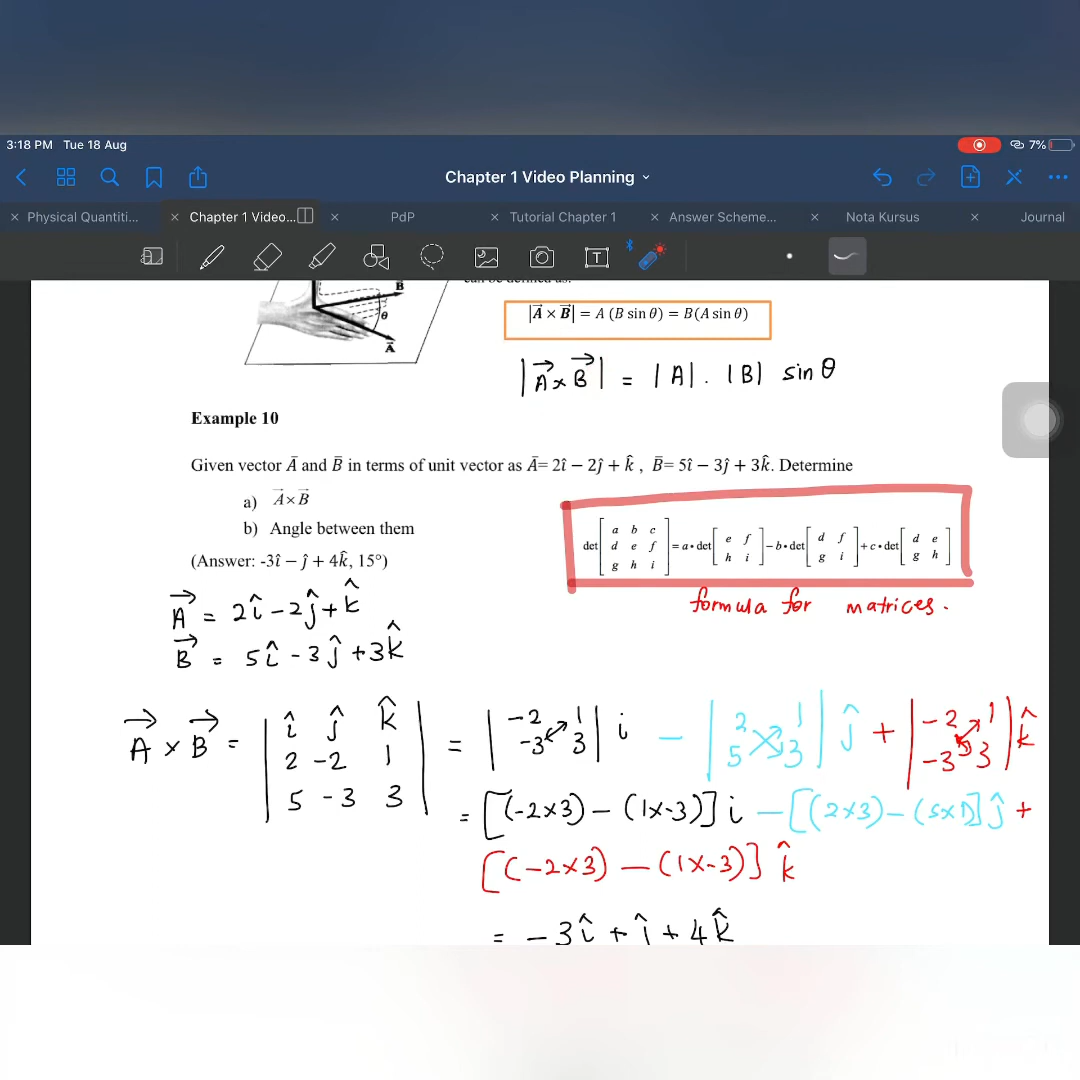 3:18 PM Tue 18 Aug
7%
Chapter 1 Video Planning
Physical Quantiti...
Chapter 1 Video...
PdP
Tutorial Chapter 1
Answer Scheme...
Nota Kursus
Journal
B
θ
A⃗
|A⃗ × B⃗| = A (B sin θ) = B(A sin θ)
|A⃗ × B⃗| = |A| . |B| sin θ
Example 10
Given vector Ā and B̄ in terms of unit vector as Ā= 2î − 2ĵ + k̂ , B̄= 5î − 3ĵ + 3k̂. Determine
a) A⃗×B⃗
b) Angle between them
(Answer: -3î − ĵ + 4k̂, 15°)
det [a b c; d e f; g h i] = a • det [e f; h i] − b • det [d f; g i] + c • det [d e; g h]
formula for matrices.
A⃗ = 2î − 2ĵ + k̂
B⃗ = 5î − 3ĵ + 3k̂
A⃗ × B⃗ = |î ĵ k̂; 2 −2 1; 5 −3 3| = |−2 1; −3 3| i − |2 1; 5 3| ĵ + |−2 1; −3 3| k̂
= [(−2×3) − (1×−3)] i − [(2×3) − (5×1)] ĵ +
[(−2×3) − (1×−3)] k̂
= −3î + ĵ + 4k̂